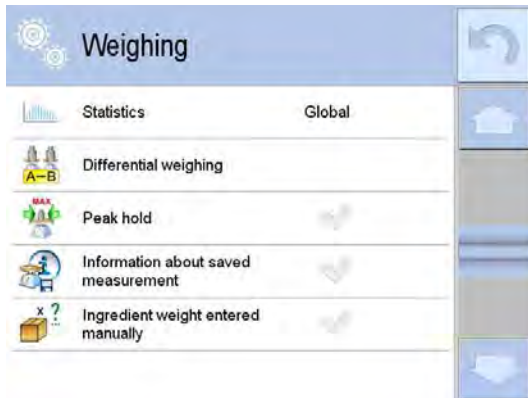 Weighing
Statistics Global
A-B
Differential weighing
MAX
Peak hold
Information about saved
measurement
x ?
Ingredient weight entered
manually